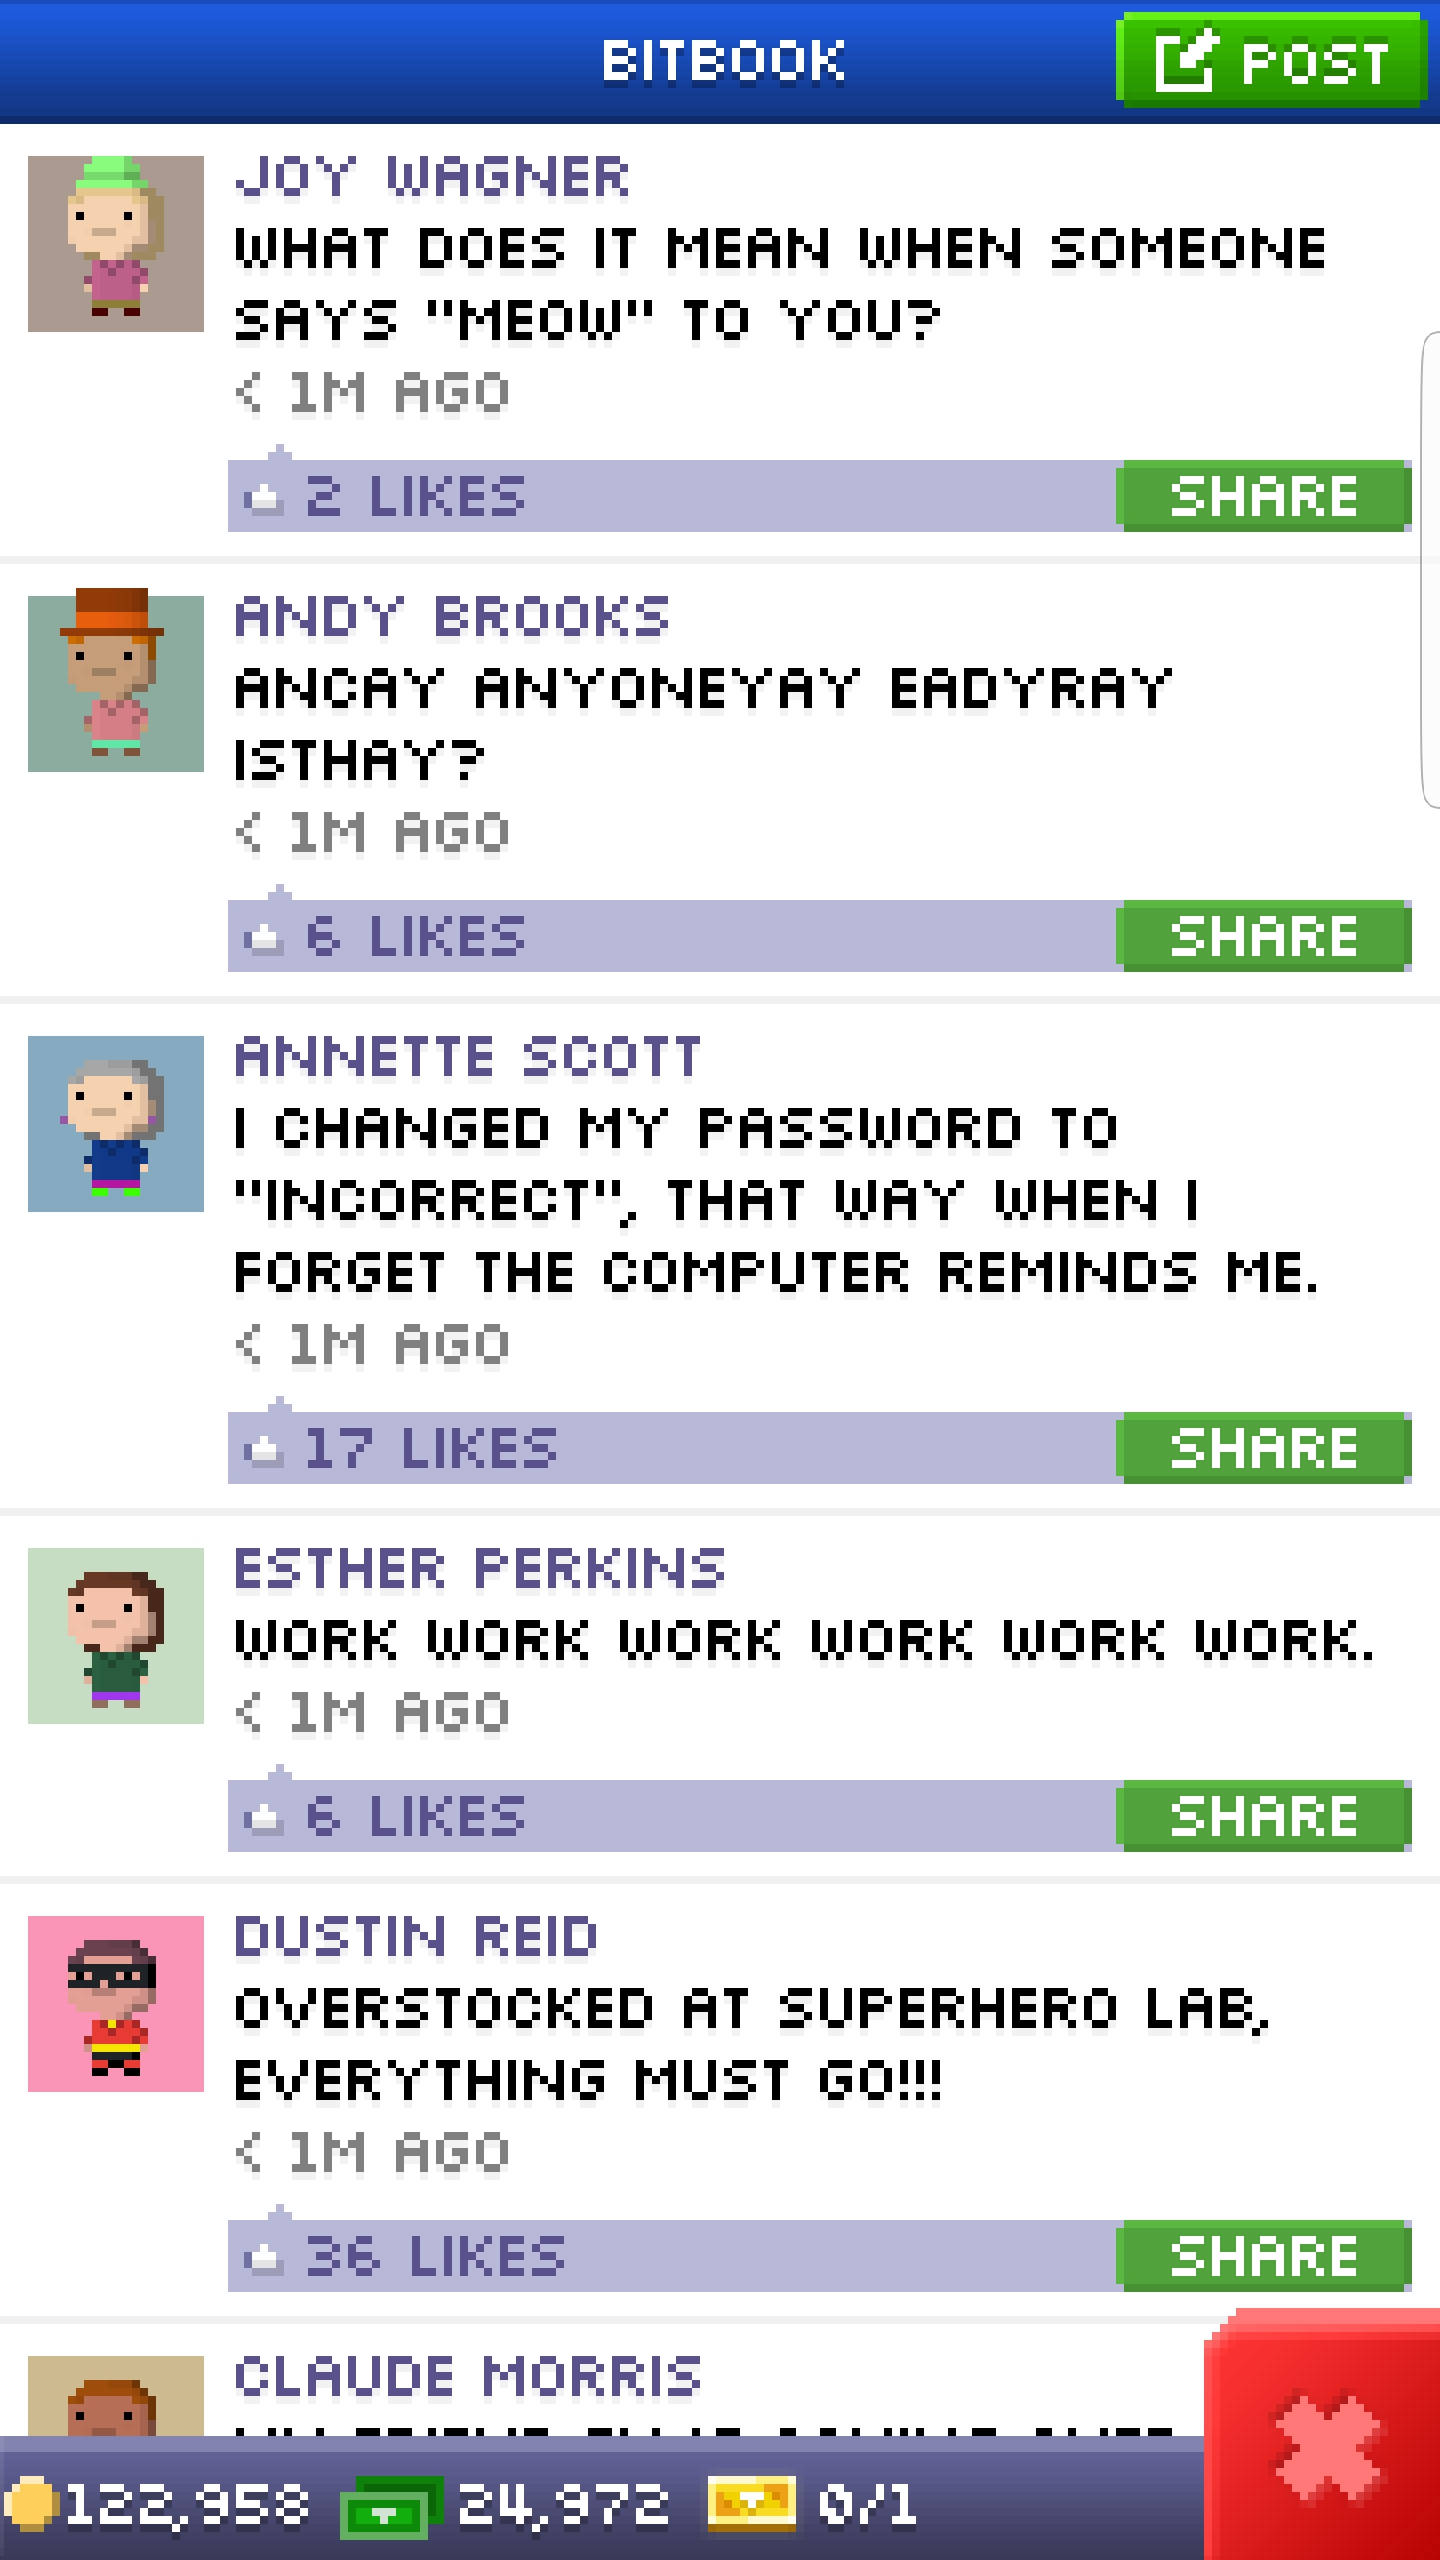 BITBOOK
POST
JOY WAGNER
WHAT DOES IT MEAN WHEN SOMEONE
SAYS "MEOW" TO YOU?
< 1M AGO
2 LIKES
SHARE
ANDY BROOKS
ANCAY ANYONEYAY EADYRAY
ISTHAY?
< 1M AGO
6 LIKES
SHARE
ANNETTE SCOTT
I CHANGED MY PASSWORD TO
"INCORRECT", THAT WAY WHEN I
FORGET THE COMPUTER REMINDS ME.
< 1M AGO
17 LIKES
SHARE
ESTHER PERKINS
WORK WORK WORK WORK WORK WORK.
< 1M AGO
6 LIKES
SHARE
DUSTIN REID
OVERSTOCKED AT SUPERHERO LAB,
EVERYTHING MUST GO!!!
< 1M AGO
36 LIKES
SHARE
CLAUDE MORRIS
122,958
24,972
0/1